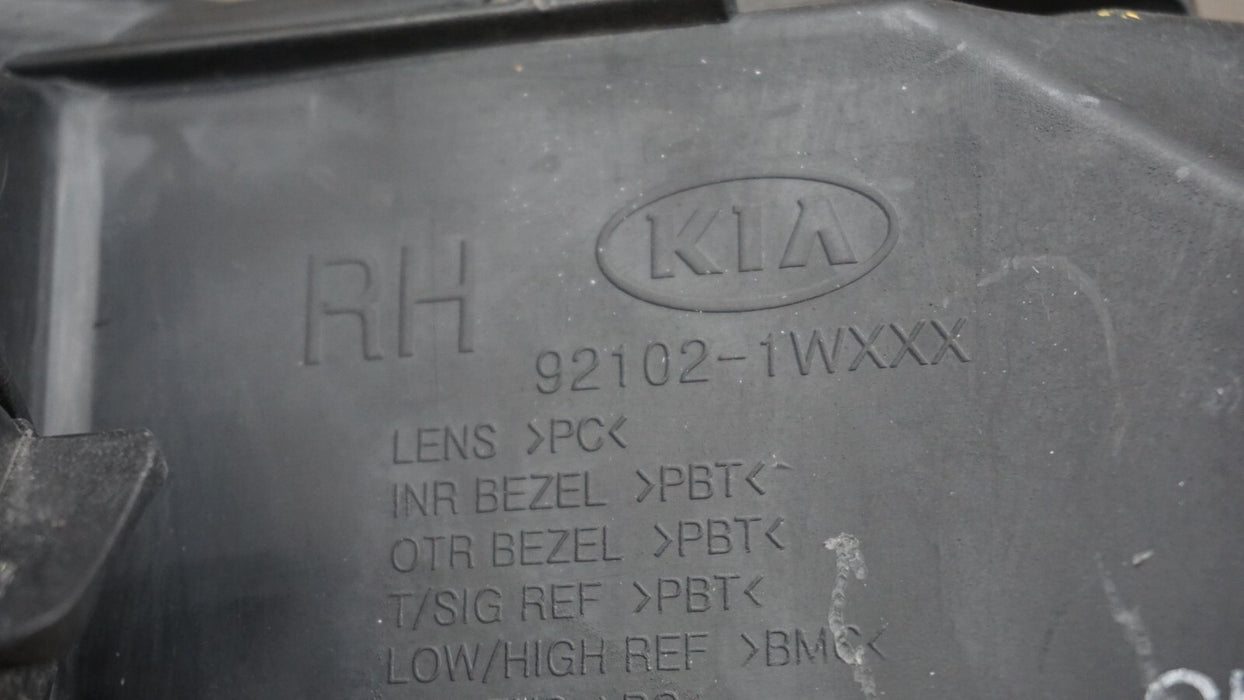 KIA
RH
92102-1WXXX
LENS >PC<
INR BEZEL >PBT<
OTR BEZEL >PBT<
T/SIG REF >PBT<
LOW/HIGH REF >BMC<